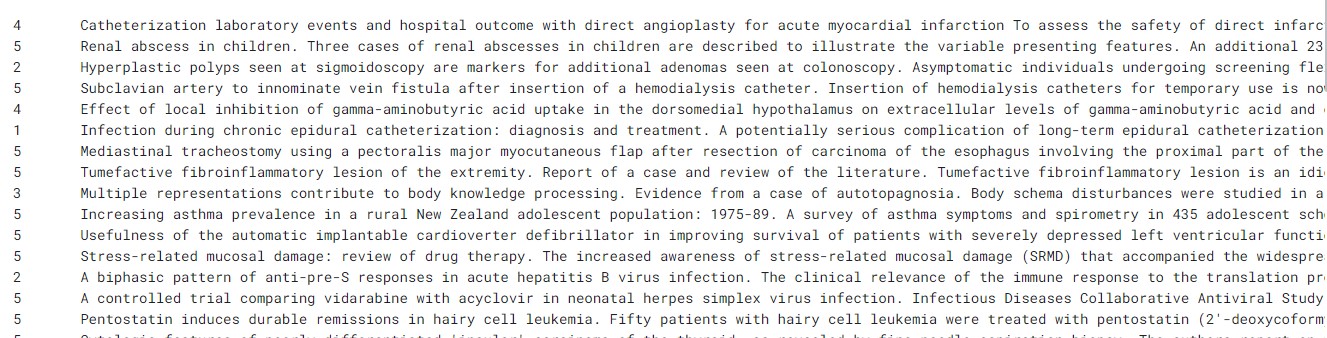 4 Catheterization laboratory events and hospital outcome with direct angioplasty for acute myocardial infarction To assess the safety of direct
5 Renal abscess in children. Three cases of renal abscesses in children are described to illustrate the variable presenting features. An additional 23
2 Hyperplastic polyps seen at sigmoidoscopy are markers for additional adenomas seen at colonoscopy. Asymptomatic individuals undergoing screening
5 Subclavian artery to innominate vein fistula after insertion of a hemodialysis catheter. Insertion of hemodialysis catheters for temporary use is
4 Effect of local inhibition of gamma-aminobutyric acid uptake in the dorsomedial hypothalamus on extracellular levels of gamma-aminobutyric acid and
1 Infection during chronic epidural catheterization: diagnosis and treatment. A potentially serious complication of long-term epidural catheterization
5 Mediastinal tracheostomy using a pectoralis major myocutaneous flap after resection of carcinoma of the esophagus involving the proximal part of the
5 Tumefactive fibroinflammatory lesion of the extremity. Report of a case and review of the literature. Tumefactive fibroinflammatory lesion is an
3 Multiple representations contribute to body knowledge processing. Evidence from a case of autotopagnosia. Body schema disturbances were studied in a
5 Increasing asthma prevalence in a rural New Zealand adolescent population: 1975-89. A survey of asthma symptoms and spirometry in 435 adolescent
5 Usefulness of the automatic implantable cardioverter defibrillator in improving survival of patients with severely depressed left ventricular
5 Stress-related mucosal damage: review of drug therapy. The increased awareness of stress-related mucosal damage (SRMD) that accompanied the
2 A biphasic pattern of anti-pre-S responses in acute hepatitis B virus infection. The clinical relevance of the immune response to the translation
5 A controlled trial comparing vidarabine with acyclovir in neonatal herpes simplex virus infection. Infectious Diseases Collaborative Antiviral Study
5 Pentostatin induces durable remissions in hairy cell leukemia. Fifty patients with hairy cell leukemia were treated with pentostatin